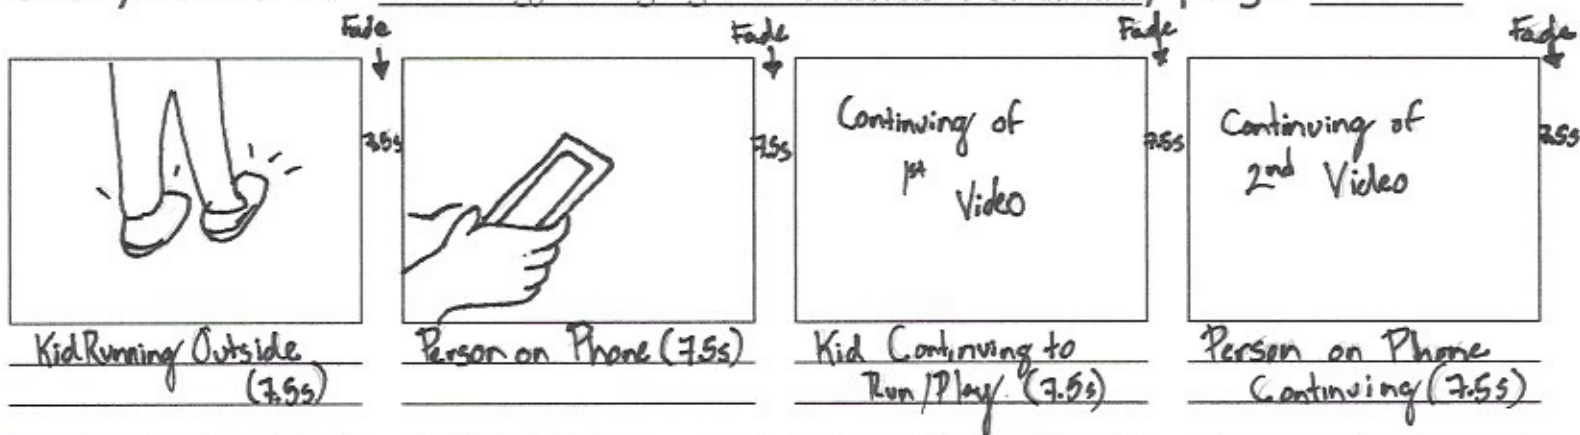 Fade
Fade
Fade
Fade
7.5s
7.5s
7.5s
7.5s
Continuing of
1st
Video
Continuing of
2nd Video
Kid Running Outside
(7.5s)
Person on Phone (7.5s)
Kid Continuing to
Run/Play (7.5s)
Person on Phone
Continuing (7.5s)